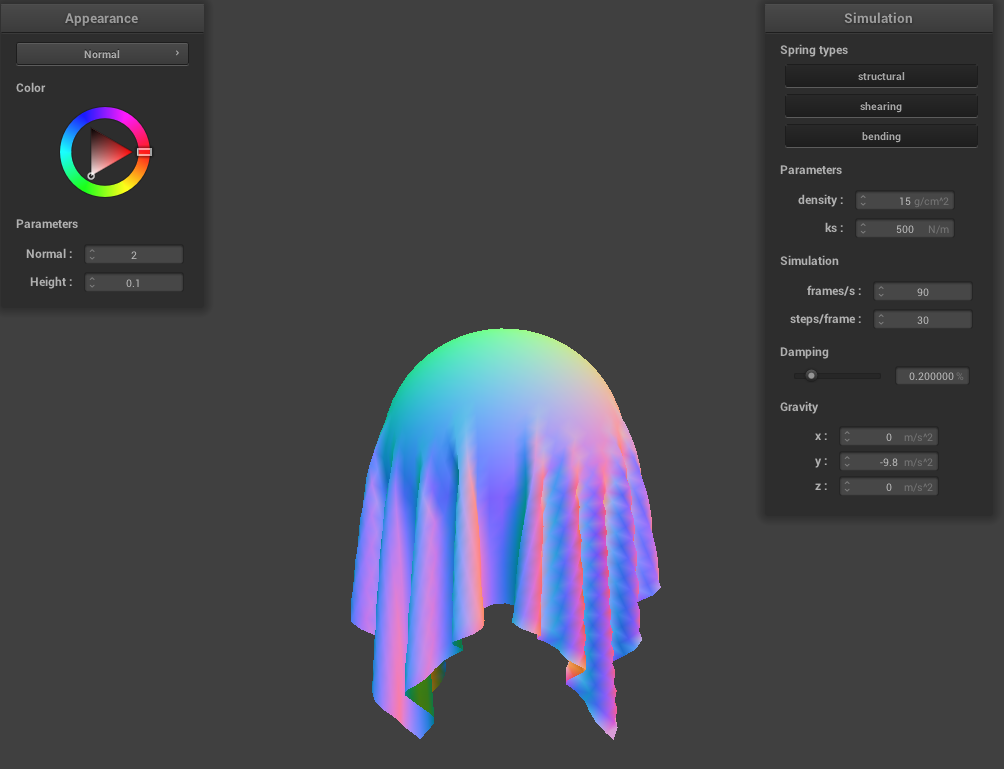 Appearance
Normal
Color
Parameters
Normal : 2
Height : 0.1
Simulation
Spring types
structural
shearing
bending
Parameters
density : 15 g/cm^2
ks : 500 N/m
Simulation
frames/s : 90
steps/frame : 30
Damping
0.200000 %
Gravity
x : 0 m/s^2
y : -9.8 m/s^2
z : 0 m/s^2